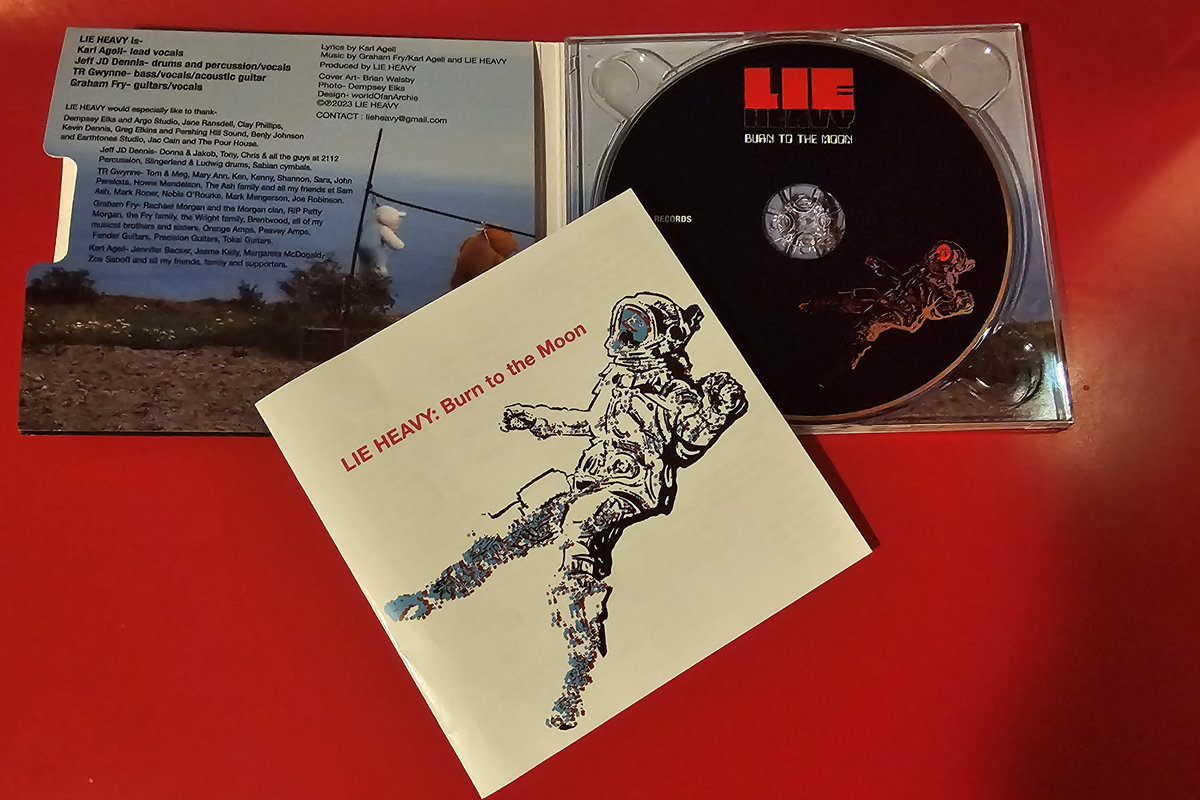 LIE HEAVY is-
Karl Agell- lead vocals
Jeff JD Dennis- drums and percussion/vocals
TR Gwynne- bass/vocals/acoustic guitar
Graham Fry- guitars/vocals
LIE HEAVY would especially like to thank-
Dempsey Elks and Argo Studio, Jane Ransdell, Clay Phillips,
Kevin Dennis, Greg Elkins and Pershing Hill Sound, Benjy Johnson
and Earthtones Studio, Jac Cain and The Pour House.
Jeff JD Dennis- Donna & Jakob, Tony, Chris & all the guys at 2112
Percussion, Slingerland & Ludwig drums, Sabian cymbals.
TR Gwynne- Tom & Meg, Mary Ann, Ken, Kenny, Shannon, Sara, John
Penskata, Howie Mendelson, The Ash family and all my friends at Sam
Ash, Mark Roper, Noble O'Rourke, Mark Mangerson, Joe Robinson.
Graham Fry- Rachael Morgan and the Morgan clan, RIP Patty
Morgan, the Fry family, the Wright family, Brentwood, all of my
musical brothers and sisters, Orange Amps, Peavey Amps,
Fender Guitars, Precision Guitars, Tokai Guitars.
Karl Agell- Jennifer Becker, Jasme Kelly, Margareta McDonald,
Zoe Sanoff and all my friends, family and supporters.
Lyrics by Karl Agell
Music by Graham Fry/Karl Agell and LIE HEAVY
Produced by LIE HEAVY
Cover Art- Brian Walsby
Photo- Dempsey Elks
Design- worldOfanArchie
©℗2023 LIE HEAVY
CONTACT : lieheavy@gmail.com
LIE
HEAVY
BURN TO THE MOON
RECORDS
LIE HEAVY: Burn to the Moon